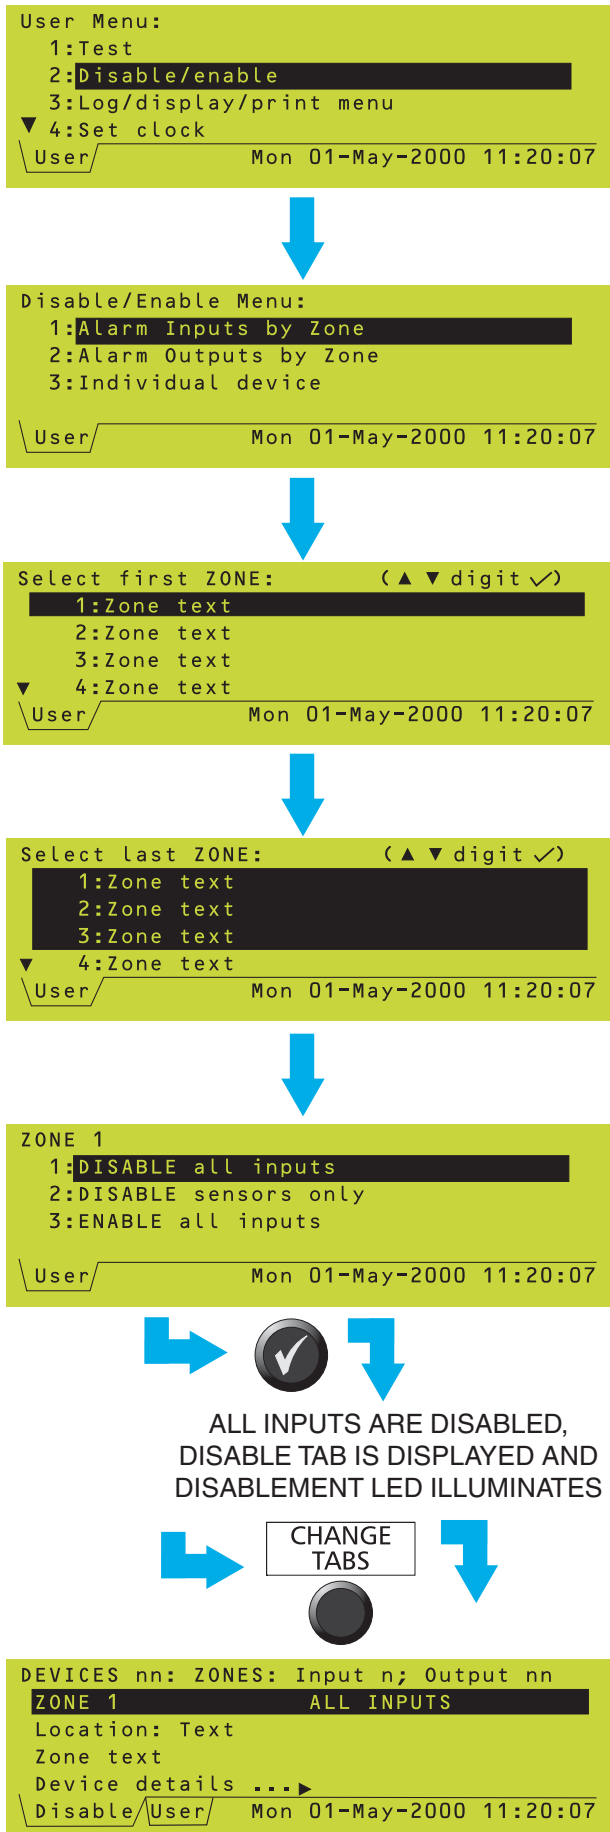 User Menu:
1:Test
2:Disable/enable
3:Log/display/print menu
▼ 4:Set clock
User Mon 01-May-2000 11:20:07
Disable/Enable Menu:
1:Alarm Inputs by Zone
2:Alarm Outputs by Zone
3:Individual device
User Mon 01-May-2000 11:20:07
Select first ZONE: (▲ ▼ digit ✓)
1:Zone text
2:Zone text
3:Zone text
▼ 4:Zone text
User Mon 01-May-2000 11:20:07
Select last ZONE: (▲ ▼ digit ✓)
1:Zone text
2:Zone text
3:Zone text
▼ 4:Zone text
User Mon 01-May-2000 11:20:07
ZONE 1
1:DISABLE all inputs
2:DISABLE sensors only
3:ENABLE all inputs
User Mon 01-May-2000 11:20:07
ALL INPUTS ARE DISABLED,
DISABLE TAB IS DISPLAYED AND
DISABLEMENT LED ILLUMINATES
CHANGE
TABS
DEVICES nn: ZONES: Input n; Output nn
ZONE 1 ALL INPUTS
Location: Text
Zone text
Device details ...▶
Disable User Mon 01-May-2000 11:20:07